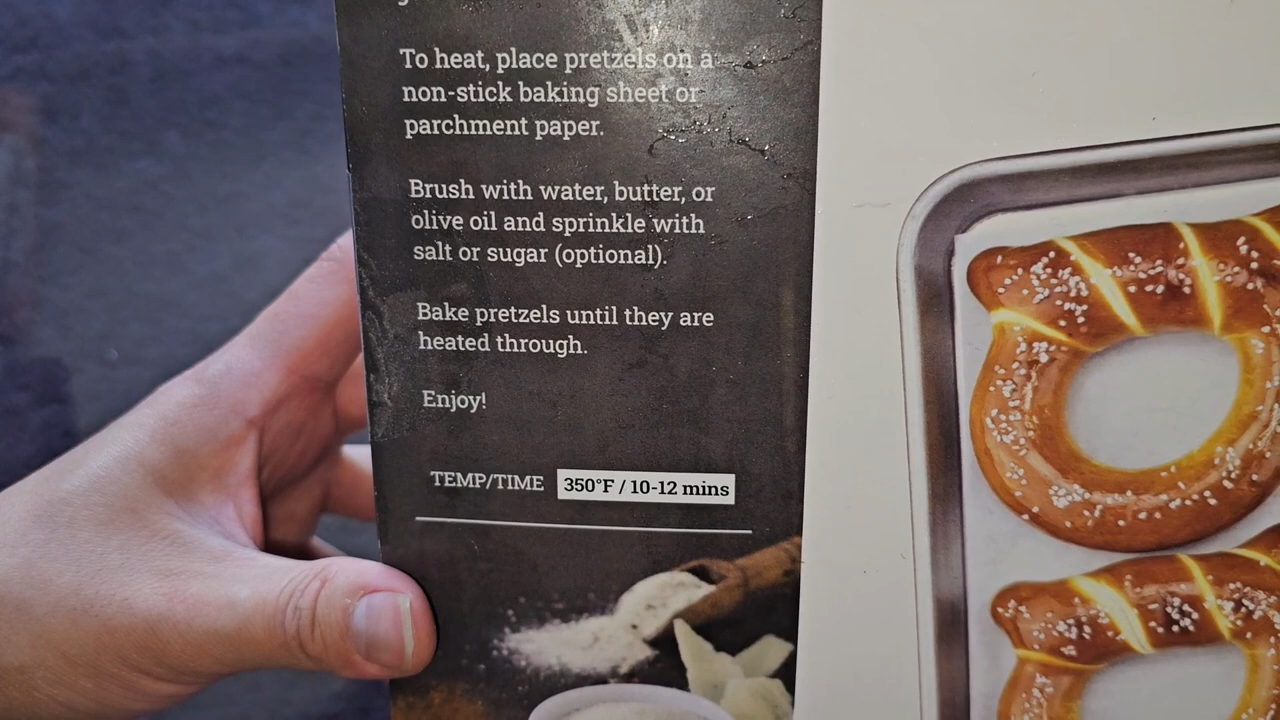 To heat, place pretzels on a
non-stick baking sheet or
parchment paper.
Brush with water, butter, or
olive oil and sprinkle with
salt or sugar (optional).
Bake pretzels until they are
heated through.
Enjoy!
TEMP/TIME 350°F / 10-12 mins